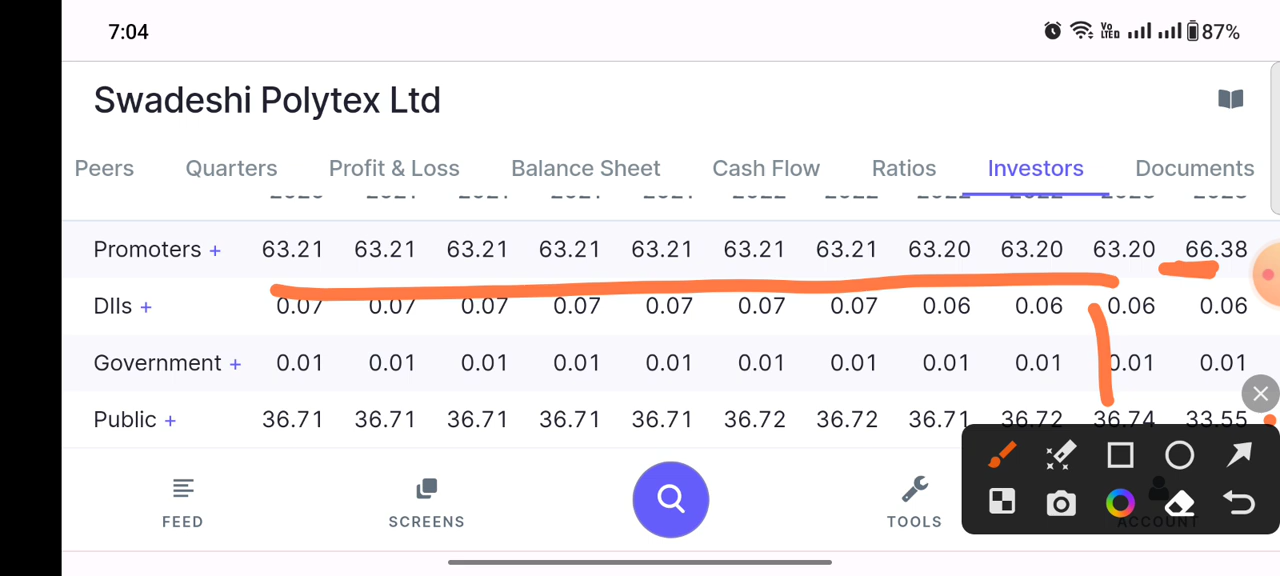 7:04 Vo LTED 87%
Swadeshi Polytex Ltd
Peers Quarters Profit & Loss Balance Sheet Cash Flow Ratios Investors Documents
Promoters + 63.21 63.21 63.21 63.21 63.21 63.21 63.21 63.20 63.20 63.20 66.38
DIIs + 0.07 0.07 0.07 0.07 0.07 0.07 0.07 0.06 0.06 0.06 0.06
Government + 0.01 0.01 0.01 0.01 0.01 0.01 0.01 0.01 0.01 0.01 0.01
Public + 36.71 36.71 36.71 36.71 36.71 36.72 36.72 36.71 36.72 36.74 33.55
FEED SCREENS TOOLS ACCOUNT